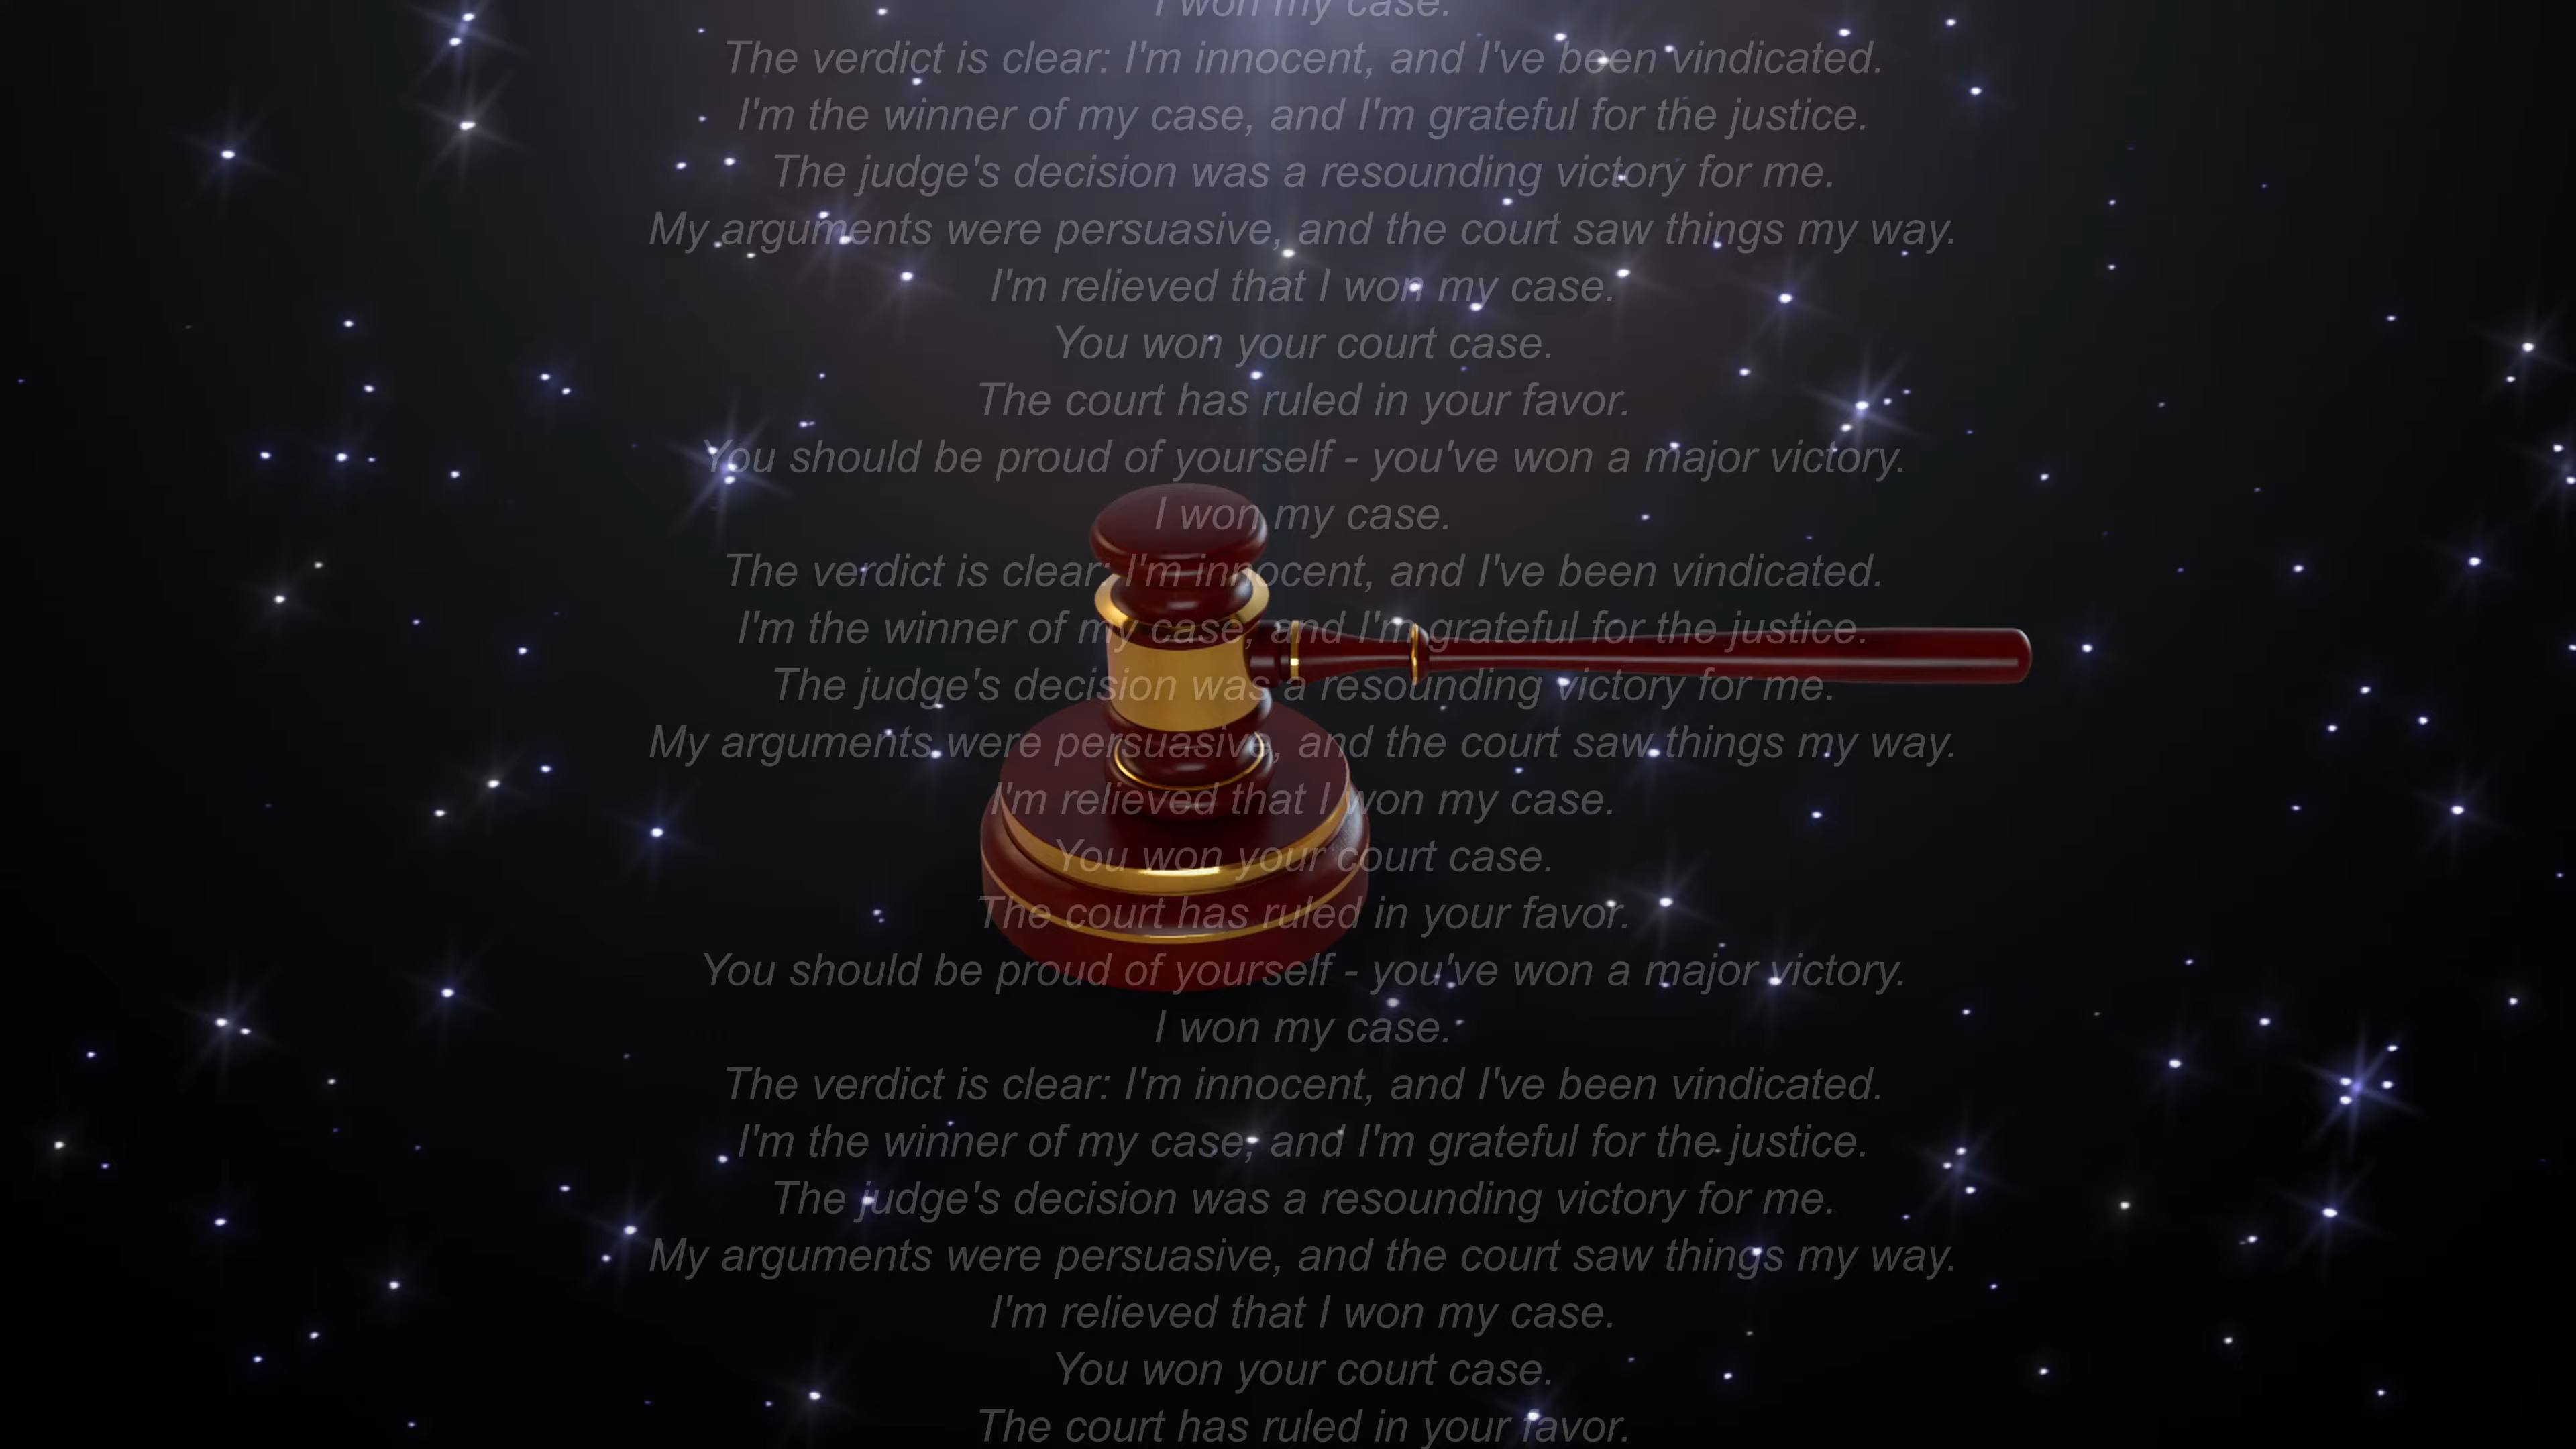 I won my case.
The verdict is clear: I'm innocent, and I've been vindicated.
I'm the winner of my case, and I'm grateful for the justice.
The judge's decision was a resounding victory for me.
My arguments were persuasive, and the court saw things my way.
I'm relieved that I won my case.
You won your court case.
The court has ruled in your favor.
You should be proud of yourself - you've won a major victory.
I won my case.
The verdict is clear: I'm innocent, and I've been vindicated.
I'm the winner of my case, and I'm grateful for the justice.
The judge's decision was a resounding victory for me.
My arguments were persuasive, and the court saw things my way.
I'm relieved that I won my case.
You won your court case.
The court has ruled in your favor.
You should be proud of yourself - you've won a major victory.
I won my case.
The verdict is clear: I'm innocent, and I've been vindicated.
I'm the winner of my case, and I'm grateful for the justice.
The judge's decision was a resounding victory for me.
My arguments were persuasive, and the court saw things my way.
I'm relieved that I won my case.
You won your court case.
The court has ruled in your favor.